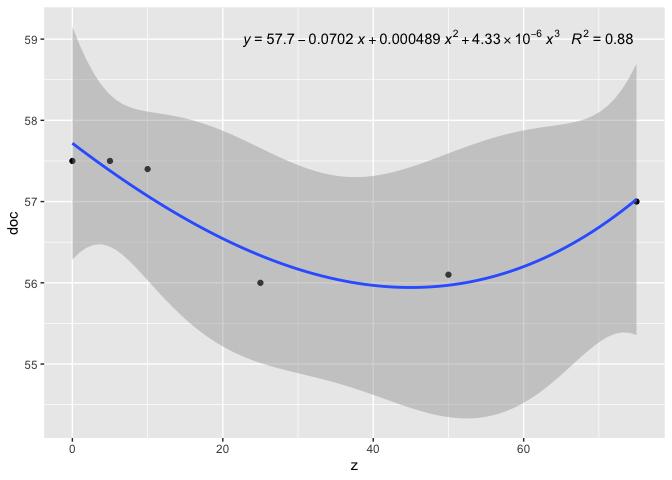 y = 57.7 − 0.0702 x + 0.000489 x² + 4.33 × 10⁻⁶ x³ R² = 0.88
59
58
57
56
55
doc
0 20 40 60
z